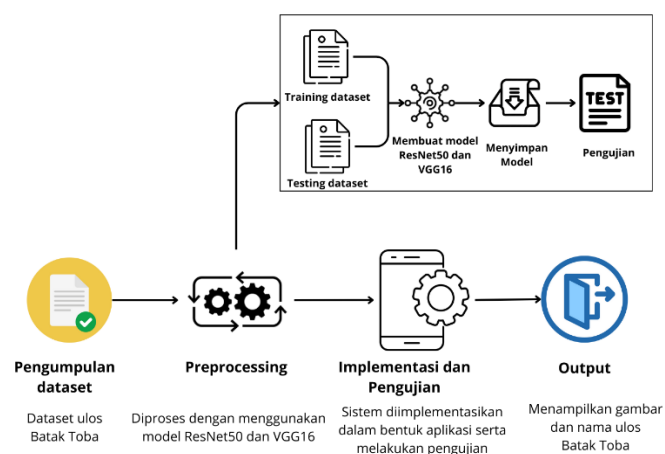 Training dataset
Testing dataset
Membuat model
ResNet50 dan
VGG16
Menyimpan
Model
TEST
Pengujian
Pengumpulan
dataset
Dataset ulos
Batak Toba
Preprocessing
Diproses dengan menggunakan
model ResNet50 dan VGG16
Implementasi dan
Pengujian
Sistem diimplementasikan
dalam bentuk aplikasi serta
melakukan pengujian
Output
Menampilkan gambar
dan nama ulos
Batak Toba